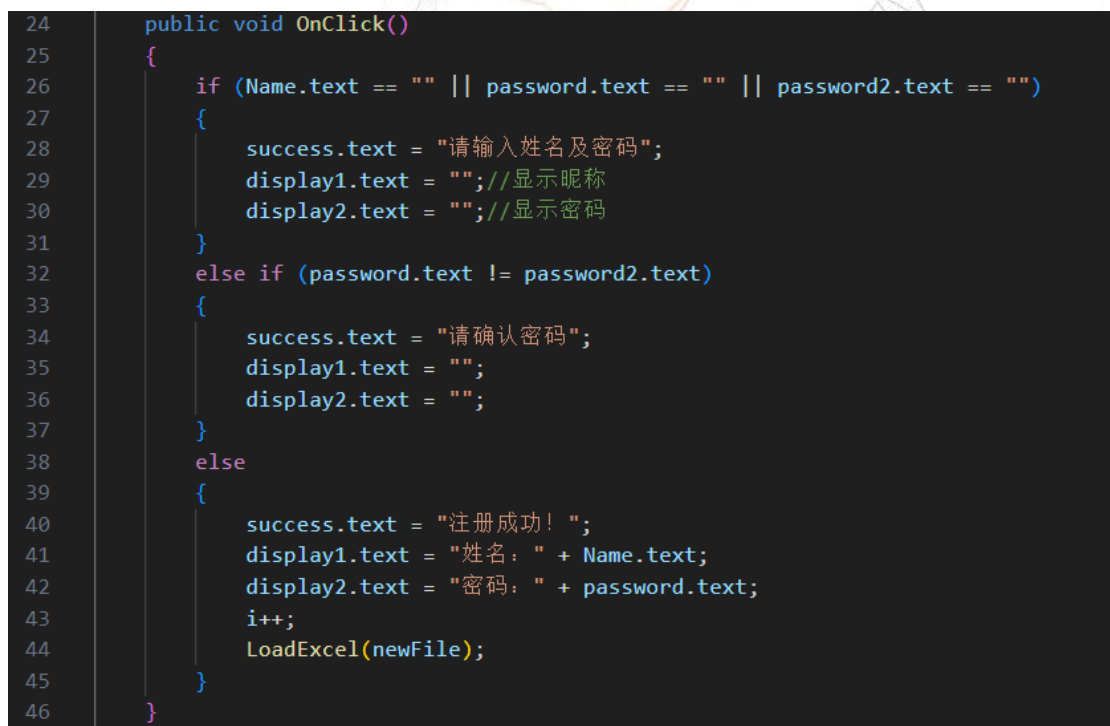 24 public void OnClick()
25 {
26 if (Name.text == "" || password.text == "" || password2.text == "")
27 {
28 success.text = "请输入姓名及密码";
29 display1.text = "";//显示昵称
30 display2.text = "";//显示密码
31 }
32 else if (password.text != password2.text)
33 {
34 success.text = "请确认密码";
35 display1.text = "";
36 display2.text = "";
37 }
38 else
39 {
40 success.text = "注册成功！";
41 display1.text = "姓名：" + Name.text;
42 display2.text = "密码：" + password.text;
43 i++;
44 LoadExcel(newFile);
45 }
46 }